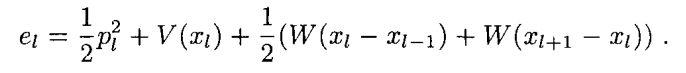 $e_l = \frac{1}{2}p_l^2 + V(x_l) + \frac{1}{2}(W(x_l - x_{l-1}) + W(x_{l+1} - x_l))$ .